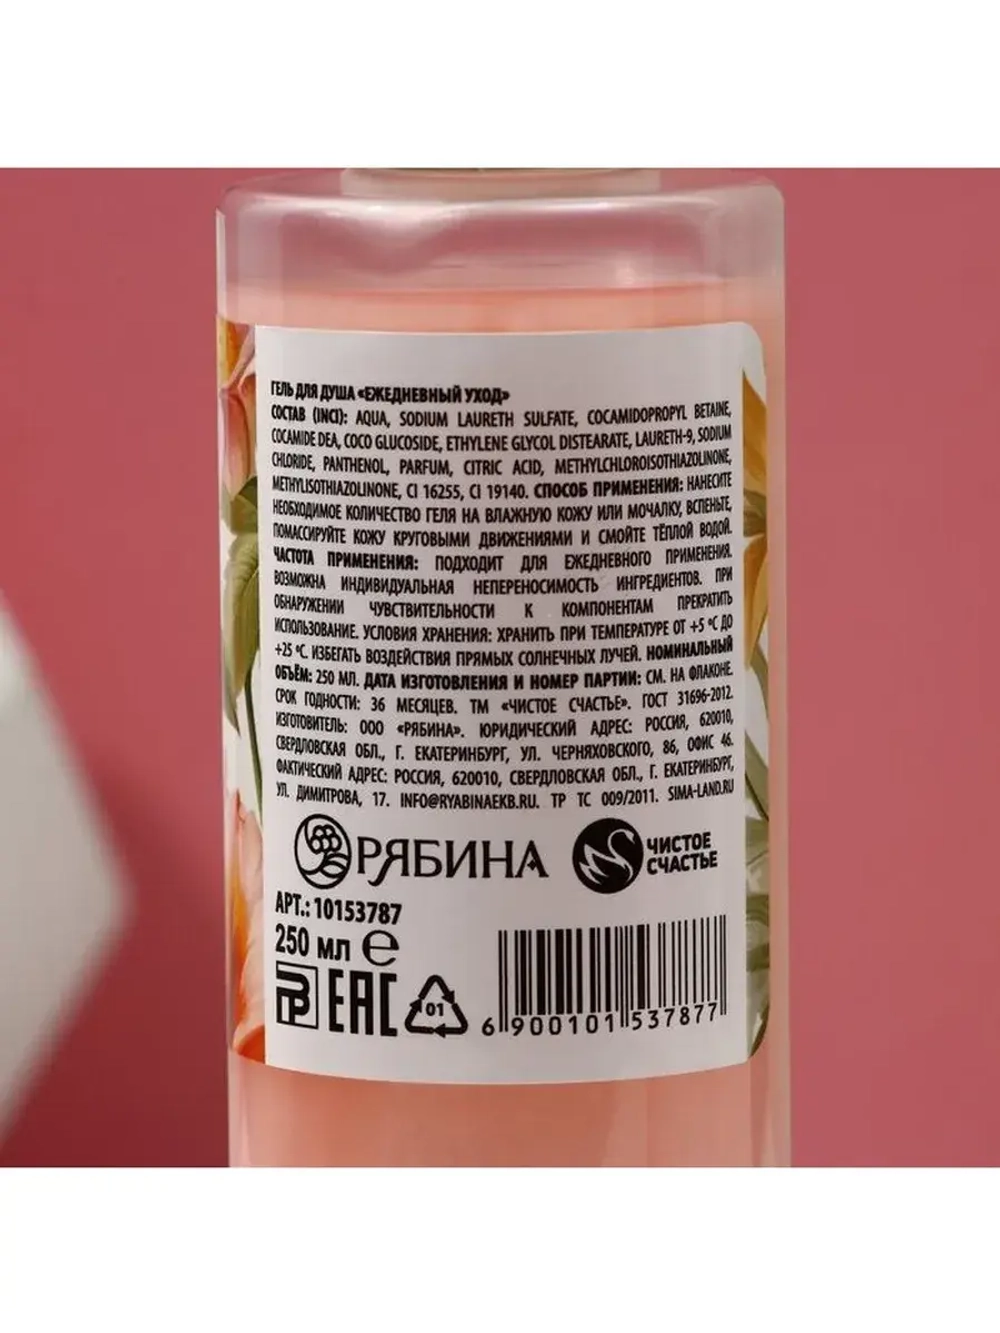 ГЕЛЬ ДЛЯ ДУША «ЕЖЕДНЕВНЫЙ УХОД»
СОСТАВ (INCI): AQUA, SODIUM LAURETH SULFATE, COCAMIDOPROPYL BETAINE,
COCAMIDE DEA, COCO GLUCOSIDE, ETHYLENE GLYCOL DISTEARATE, LAURETH-9, SODIUM
CHLORIDE, PANTHENOL, PARFUM, CITRIC ACID, METHYLCHLOROISOTHIAZOLINONE,
METHYLISOTHIAZOLINONE, CI 16255, CI 19140. СПОСОБ ПРИМЕНЕНИЯ: НАНЕСИТЕ
НЕОБХОДИМОЕ КОЛИЧЕСТВО ГЕЛЯ НА ВЛАЖНУЮ КОЖУ ИЛИ МОЧАЛКУ, ВСПЕНЬТЕ,
ПОМАССИРУЙТЕ КОЖУ КРУГОВЫМИ ДВИЖЕНИЯМИ И СМОЙТЕ ТЁПЛОЙ ВОДОЙ.
ЧАСТОТА ПРИМЕНЕНИЯ: ПОДХОДИТ ДЛЯ ЕЖЕДНЕВНОГО ПРИМЕНЕНИЯ.
ВОЗМОЖНА ИНДИВИДУАЛЬНАЯ НЕПЕРЕНОСИМОСТЬ ИНГРЕДИЕНТОВ. ПРИ
ОБНАРУЖЕНИИ ЧУВСТВИТЕЛЬНОСТИ К КОМПОНЕНТАМ ПРЕКРАТИТЬ
ИСПОЛЬЗОВАНИЕ. УСЛОВИЯ ХРАНЕНИЯ: ХРАНИТЬ ПРИ ТЕМПЕРАТУРЕ ОТ +5 °C ДО
+25 °C. ИЗБЕГАТЬ ВОЗДЕЙСТВИЯ ПРЯМЫХ СОЛНЕЧНЫХ ЛУЧЕЙ. НОМИНАЛЬНЫЙ
ОБЪЁМ: 250 МЛ. ДАТА ИЗГОТОВЛЕНИЯ И НОМЕР ПАРТИИ: СМ. НА ФЛАКОНЕ.
СРОК ГОДНОСТИ: 36 МЕСЯЦЕВ. ТМ «ЧИСТОЕ СЧАСТЬЕ». ГОСТ 31696-2012.
ИЗГОТОВИТЕЛЬ: ООО «РЯБИНА». ЮРИДИЧЕСКИЙ АДРЕС: РОССИЯ, 620010,
СВЕРДЛОВСКАЯ ОБЛ., Г. ЕКАТЕРИНБУРГ, УЛ. ЧЕРНЯХОВСКОГО, 86, ОФИС 46.
ФАКТИЧЕСКИЙ АДРЕС: РОССИЯ, 620010, СВЕРДЛОВСКАЯ ОБЛ., Г. ЕКАТЕРИНБУРГ,
УЛ. ДИМИТРОВА, 17. INFO@RYABINAEKB.RU. ТР ТС 009/2011. SIMA-LAND.RU
РЯБИНА
ЧИСТОЕ
СЧАСТЬЕ
АРТ.: 10153787
250 МЛ ℮
EAC
01
6 900101 537877